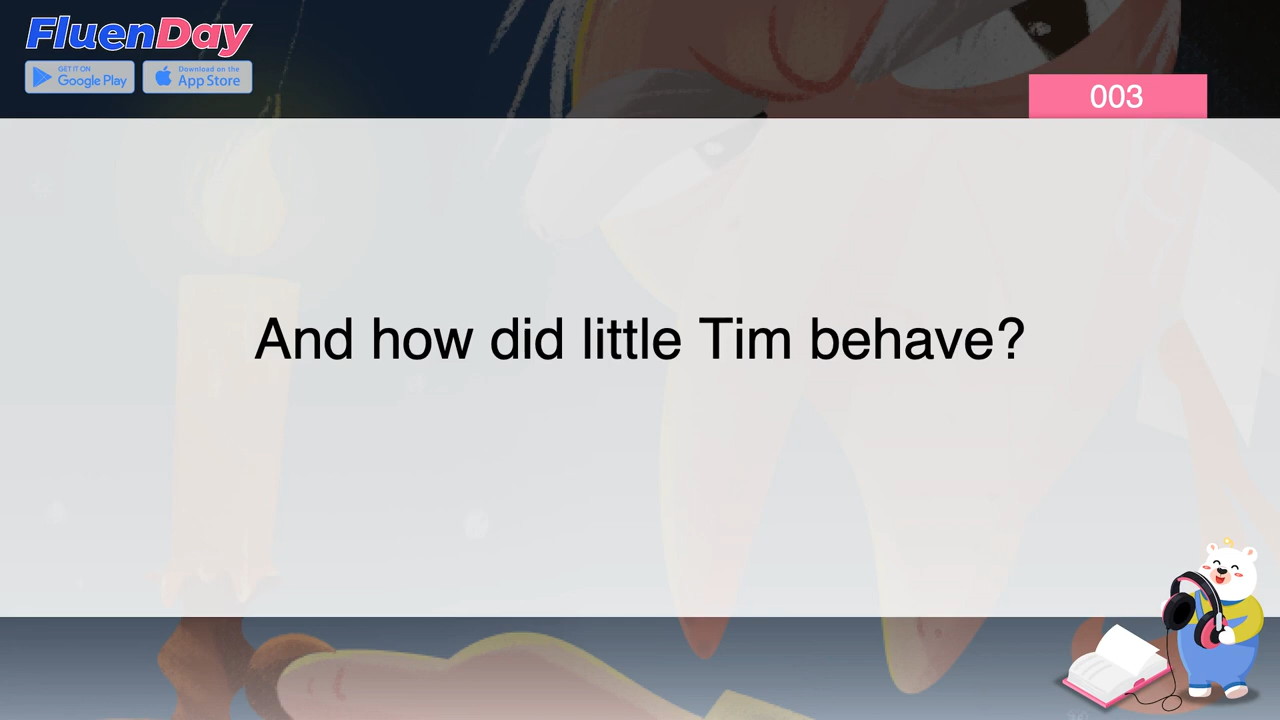 FluenDay
GET IT ON
Google Play
Download on the
App Store
003
And how did little Tim behave?